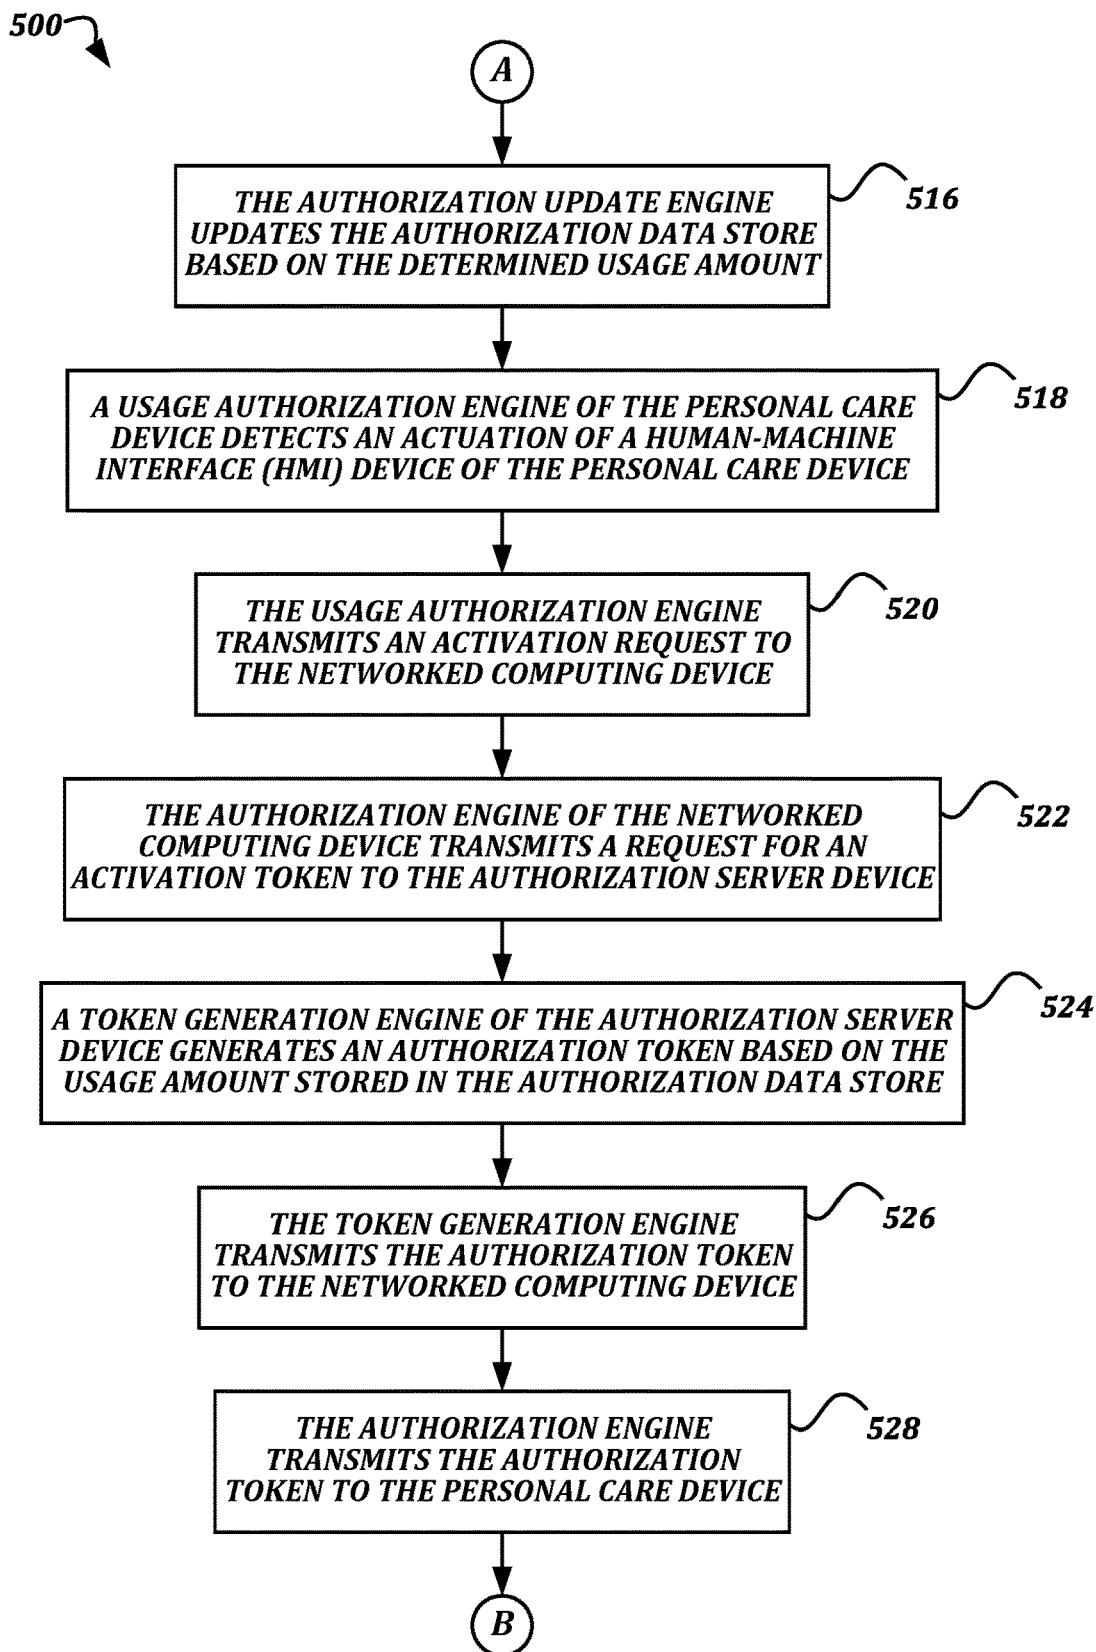 500
A
THE AUTHORIZATION UPDATE ENGINE
UPDATES THE AUTHORIZATION DATA STORE
BASED ON THE DETERMINED USAGE AMOUNT
516
A USAGE AUTHORIZATION ENGINE OF THE PERSONAL CARE
DEVICE DETECTS AN ACTUATION OF A HUMAN-MACHINE
INTERFACE (HMI) DEVICE OF THE PERSONAL CARE DEVICE
518
THE USAGE AUTHORIZATION ENGINE
TRANSMITS AN ACTIVATION REQUEST TO
THE NETWORKED COMPUTING DEVICE
520
THE AUTHORIZATION ENGINE OF THE NETWORKED
COMPUTING DEVICE TRANSMITS A REQUEST FOR AN
ACTIVATION TOKEN TO THE AUTHORIZATION SERVER DEVICE
522
A TOKEN GENERATION ENGINE OF THE AUTHORIZATION SERVER
DEVICE GENERATES AN AUTHORIZATION TOKEN BASED ON THE
USAGE AMOUNT STORED IN THE AUTHORIZATION DATA STORE
524
THE TOKEN GENERATION ENGINE
TRANSMITS THE AUTHORIZATION TOKEN
TO THE NETWORKED COMPUTING DEVICE
526
THE AUTHORIZATION ENGINE
TRANSMITS THE AUTHORIZATION
TOKEN TO THE PERSONAL CARE DEVICE
528
B